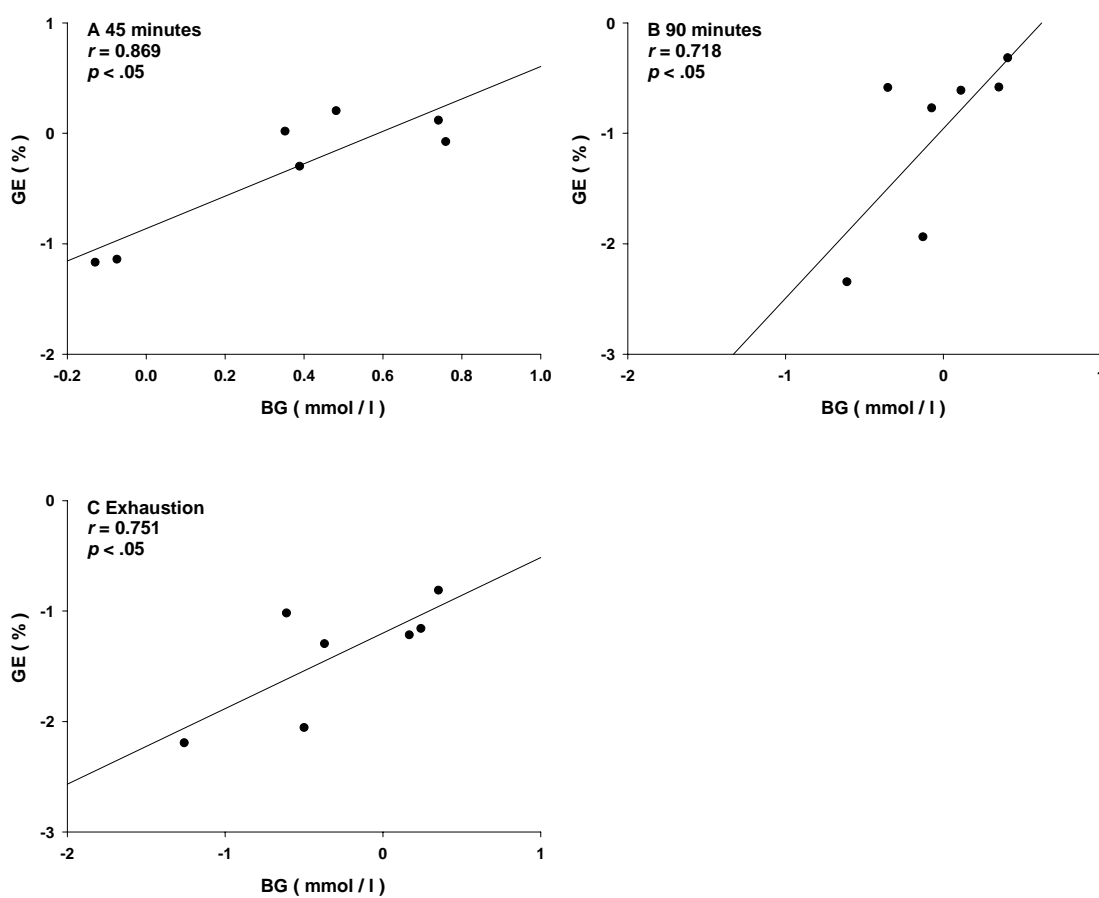 A 45 minutes
r = 0.869
p < .05
1
0
-1
-2
GE ( % )
-0.2 0.0 0.2 0.4 0.6 0.8 1.0
BG ( mmol / l )
B 90 minutes
r = 0.718
p < .05
0
-1
-2
-3
GE ( % )
-2 -1 0 1
BG ( mmol / l )
C Exhaustion
r = 0.751
p < .05
0
-1
-2
-3
GE ( % )
-2 -1 0 1
BG ( mmol / l )